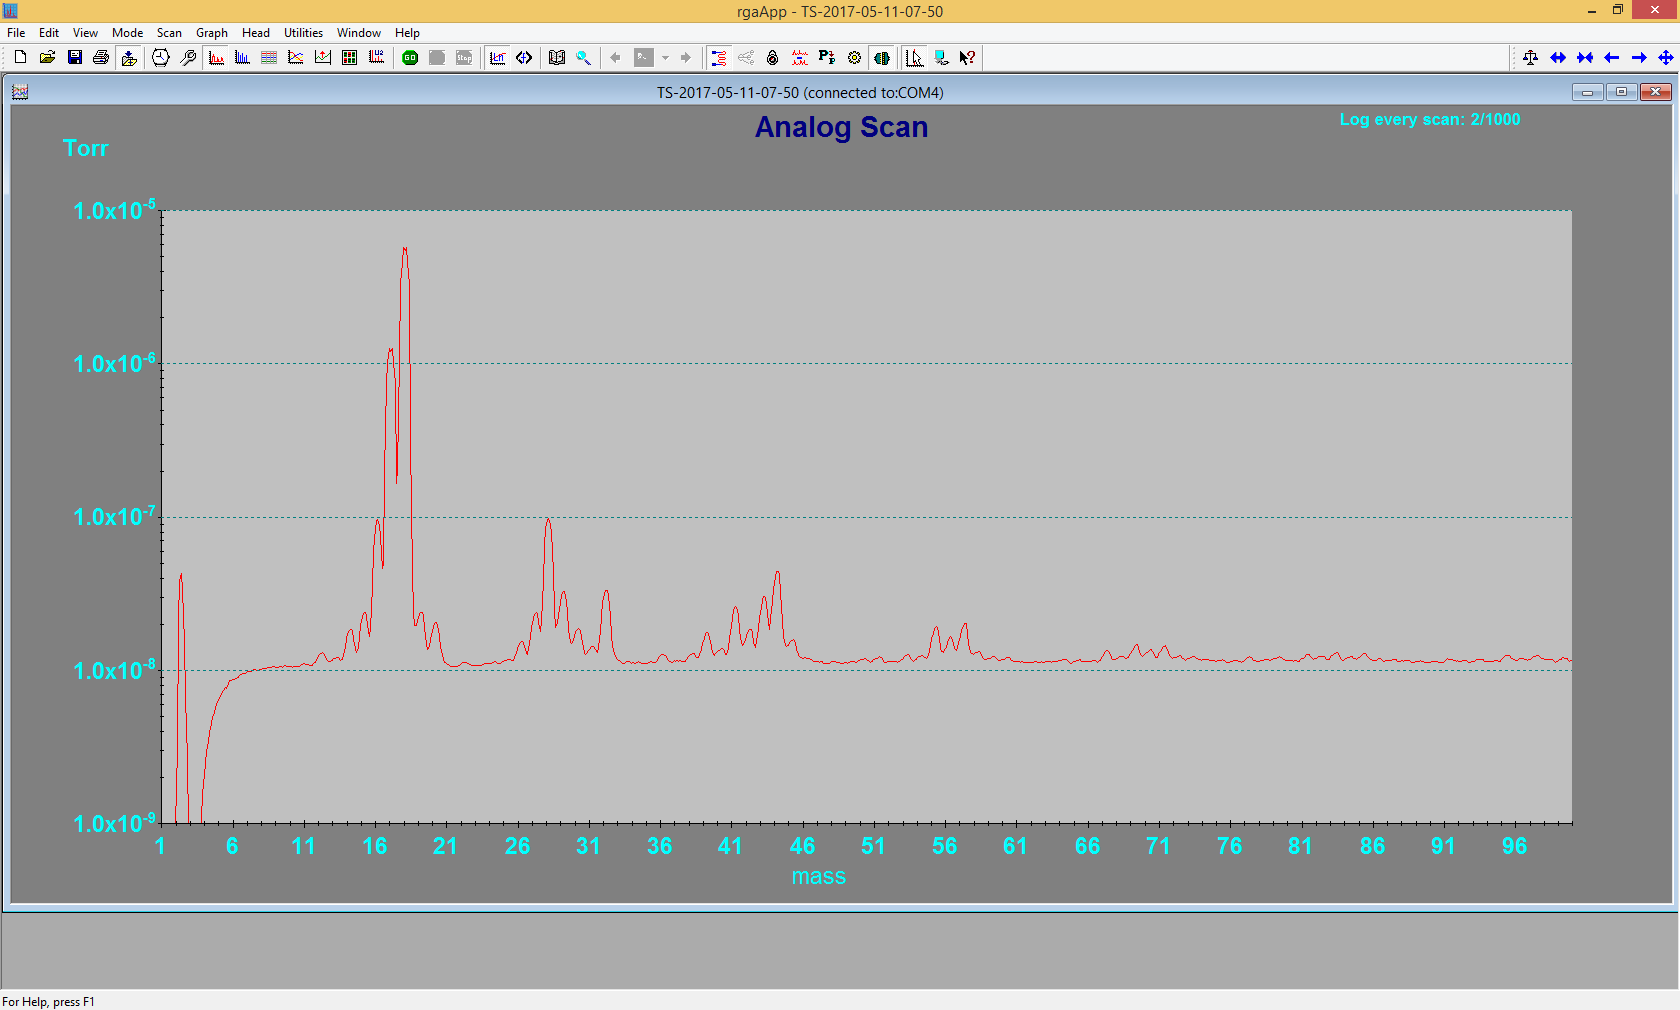 rgaApp - TS-2017-05-11-07-50
File Edit View Mode Scan Graph Head Utilities Window Help
GO Stop
TS-2017-05-11-07-50 (connected to:COM4)
Analog Scan
Log every scan: 2/1000
Torr
1.0x10⁻⁵
1.0x10⁻⁶
1.0x10⁻⁷
1.0x10⁻⁸
1.0x10⁻⁹
1 6 11 16 21 26 31 36 41 46 51 56 61 66 71 76 81 86 91 96
mass
For Help, press F1